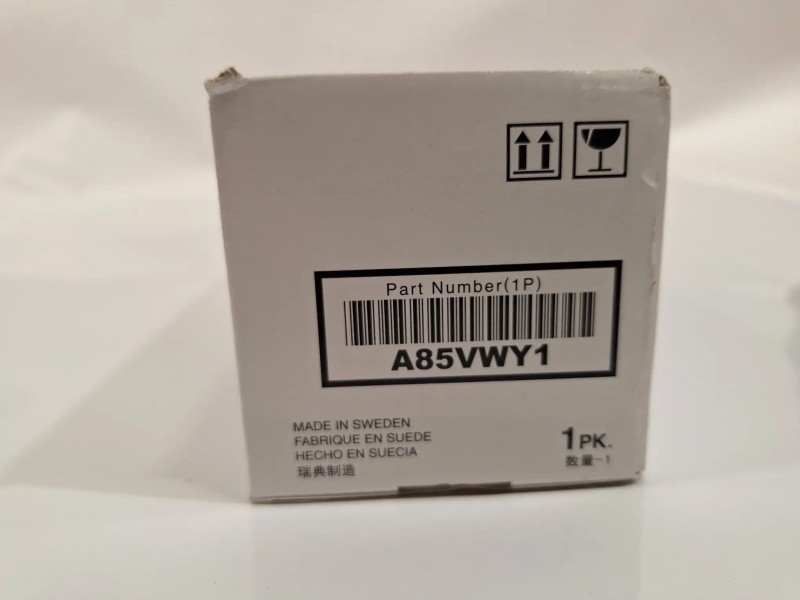 Part Number(1P)
A85VWY1
MADE IN SWEDEN
FABRIQUE EN SUEDE
HECHO EN SUECIA
瑞典制造
1PK.
数量-1